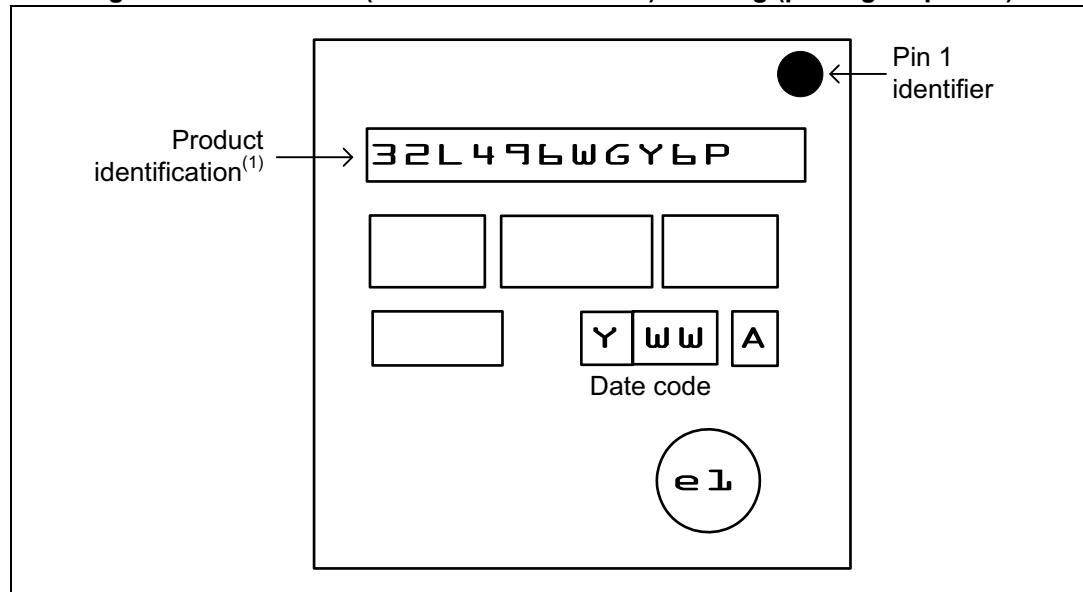 Pin 1
identifier
Product
identification(1)
32L496WGY6P
Y WW A
Date code
e1